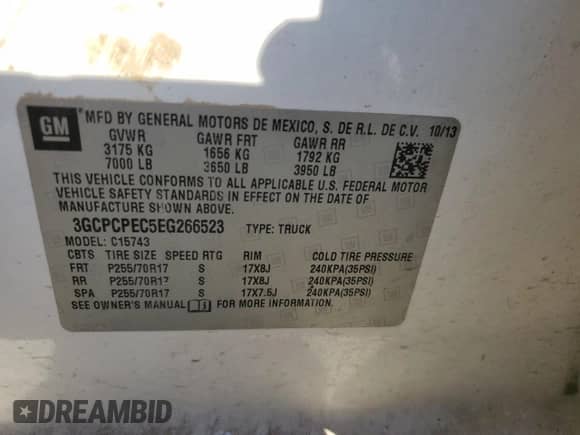 GM
MFD BY GENERAL MOTORS DE MEXICO, S. DE R.L. DE C.V. 10/13
GVWR GAWR FRT GAWR RR
3175 KG 1656 KG 1792 KG
7000 LB 3650 LB 3950 LB
THIS VEHICLE CONFORMS TO ALL APPLICABLE U.S. FEDERAL MOTOR
VEHICLE SAFETY STANDARDS IN EFFECT ON THE DATE OF
MANUFACTURE SHOWN ABOVE.
3GCPCPEC5EG266523 TYPE: TRUCK
MODEL: C15743
CBTS TIRE SIZE SPEED RTG RIM COLD TIRE PRESSURE
FRT P255/70R17 S 17X8J 240KPA(35PSI)
RR P255/70R17 S 17X8J 240KPA(35PSI)
SPA P255/70R17 S 17X7.5J 240KPA(35PSI)
SEE OWNER'S MANUAL FOR MORE INFORMATION.
DREAMBID